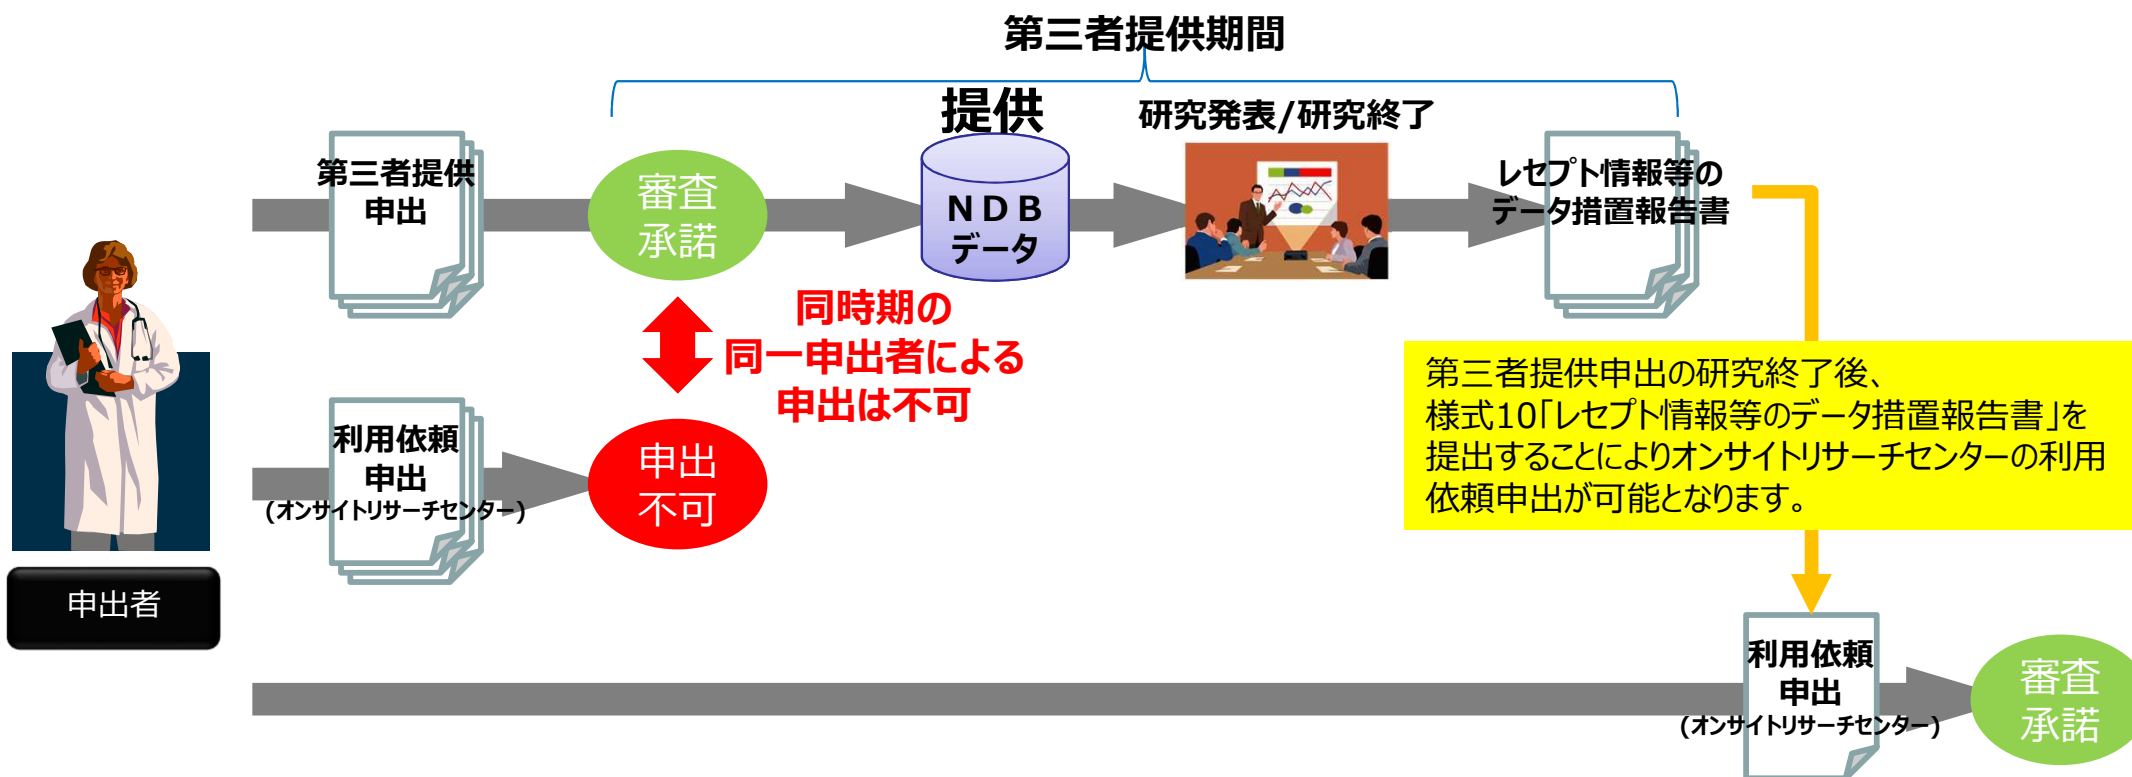 第三者提供期間
提供
研究発表/研究終了
第三者提供
申出
審査
承諾
ＮＤＢ
データ
レセプト情報等の
データ措置報告書
同時期の
同一申出者による
申出は不可
利用依頼
申出
(オンサイトリサーチセンター)
申出
不可
第三者提供申出の研究終了後、
様式10「レセプト情報等のデータ措置報告書」を
提出することによりオンサイトリサーチセンターの利用
依頼申出が可能となります。
申出者
利用依頼
申出
(オンサイトリサーチセンター)
審査
承諾